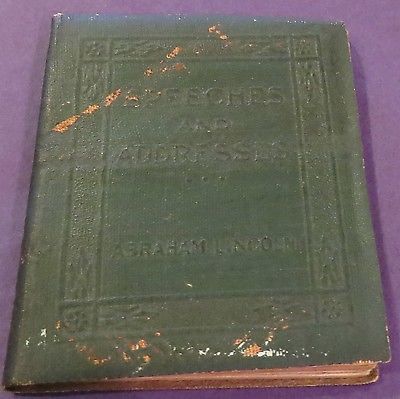 SPEECHES
AND
ADDRESSES
ABRAHAM LINCOLN